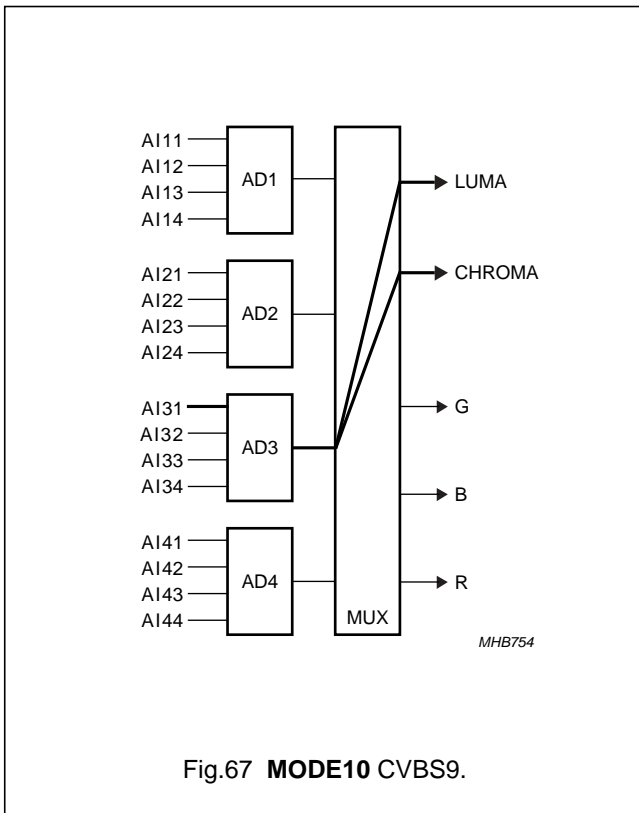 AI11
AI12
AI13
AI14
AD1
AI21
AI22
AI23
AI24
AD2
AI31
AI32
AI33
AI34
AD3
AI41
AI42
AI43
AI44
AD4
MUX
LUMA
CHROMA
G
B
R
MHB754
Fig.67 MODE10 CVBS9.